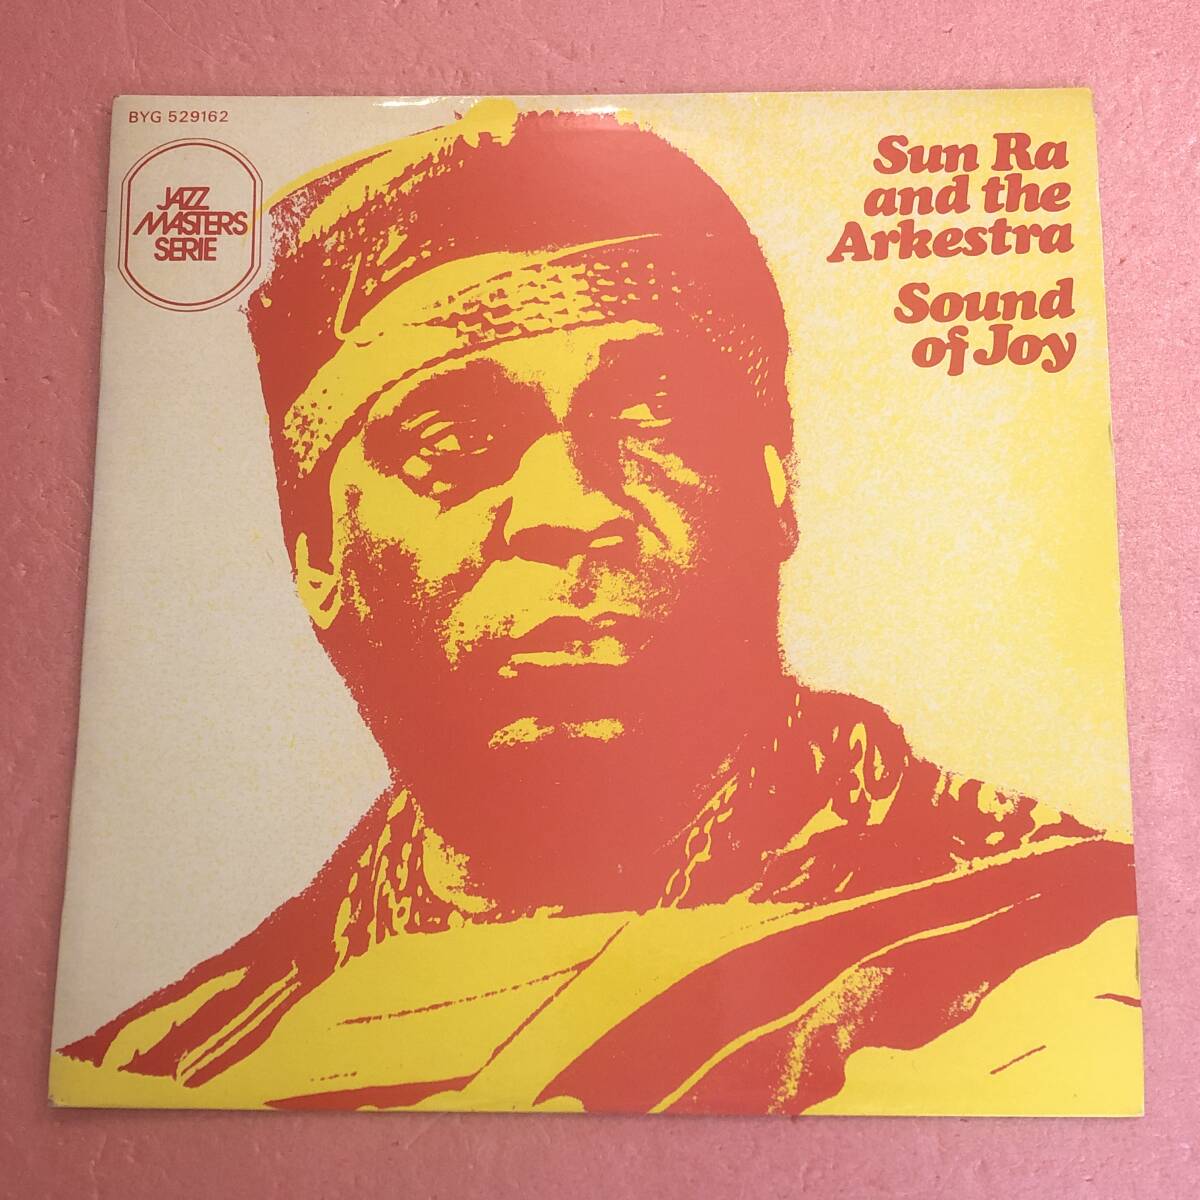 BYG 529162
JAZZ
MASTERS
SERIE
Sun Ra
and the
Arkestra
Sound
of Joy